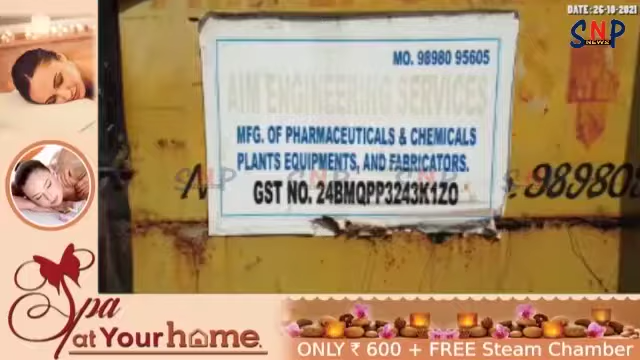 DATE:26-10-2021
SNP
NEWS
MO. 98980 95605
AIM ENGINEERING SERVICES
MFG. OF PHARMACEUTICALS & CHEMICALS
PLANTS EQUIPMENTS, AND FABRICATORS.
GST NO. 24BMQPP3243K1ZO
98980
Spa
at Your home
ONLY ₹ 600 + FREE Steam Chamber